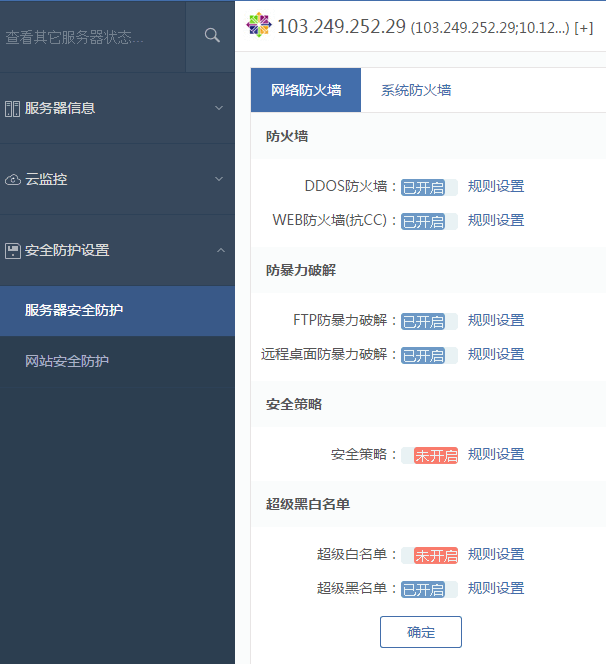 查看其它服务器状态...
服务器信息
云监控
安全防护设置
服务器安全防护
网站安全防护
103.249.252.29 (103.249.252.29;10.12...) [+]
网络防火墙 系统防火墙
防火墙
DDOS防火墙： 已开启 规则设置
WEB防火墙(抗CC)： 已开启 规则设置
防暴力破解
FTP防暴力破解： 已开启 规则设置
远程桌面防暴力破解： 已开启 规则设置
安全策略
安全策略： 未开启 规则设置
超级黑白名单
超级白名单： 未开启 规则设置
超级黑名单： 已开启 规则设置
确定